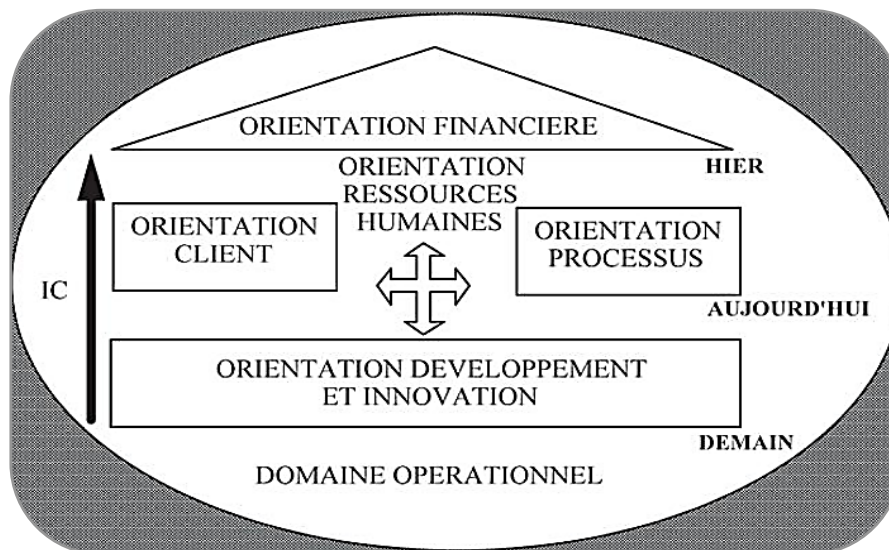 ORIENTATION FINANCIERE
HIER
ORIENTATION
RESSOURCES
HUMAINES
ORIENTATION
CLIENT
ORIENTATION
PROCESSUS
IC
AUJOURD'HUI
ORIENTATION DEVELOPPEMENT
ET INNOVATION
DEMAIN
DOMAINE OPERATIONNEL